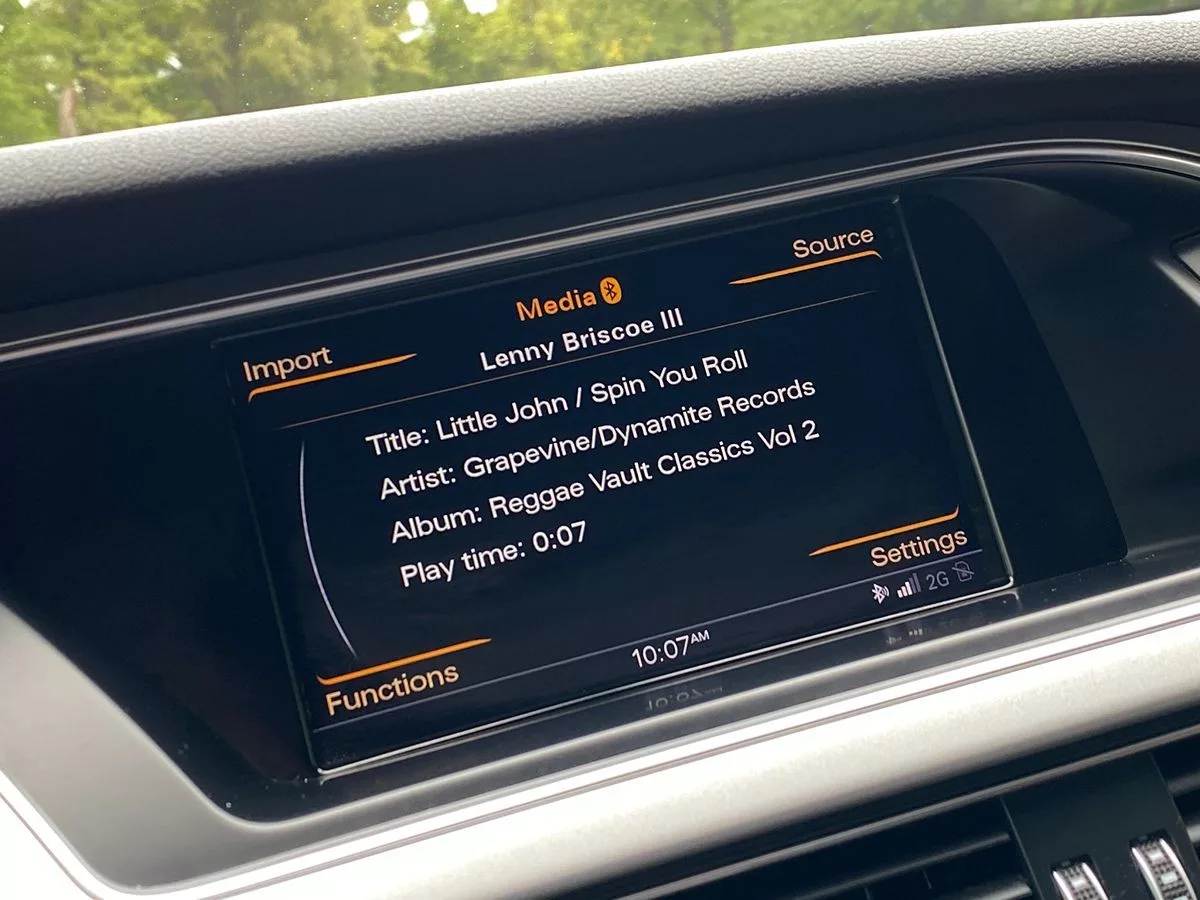 Source
Media
Import
Lenny Briscoe III
Title: Little John / Spin You Roll
Artist: Grapevine/Dynamite Records
Album: Reggae Vault Classics Vol 2
Play time: 0:07
Settings
2G
Functions
10:07AM